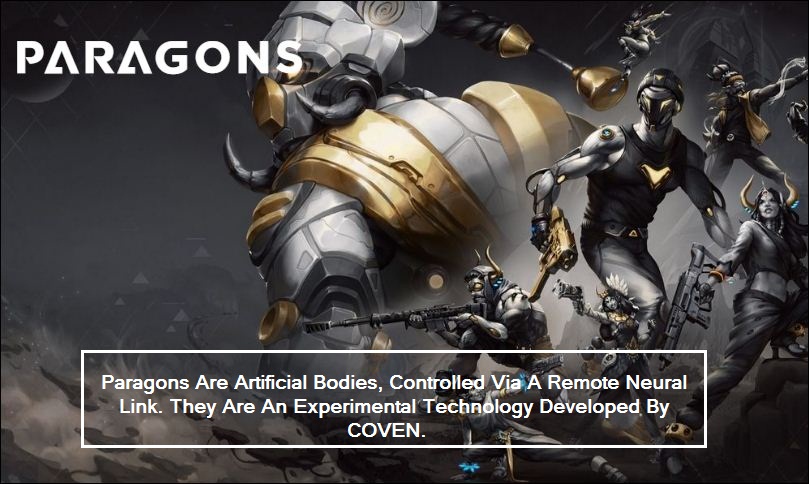 PARAGONS
Paragons Are Artificial Bodies, Controlled Via A Remote Neural
Link. They Are An Experimental Technology Developed By
COVEN.